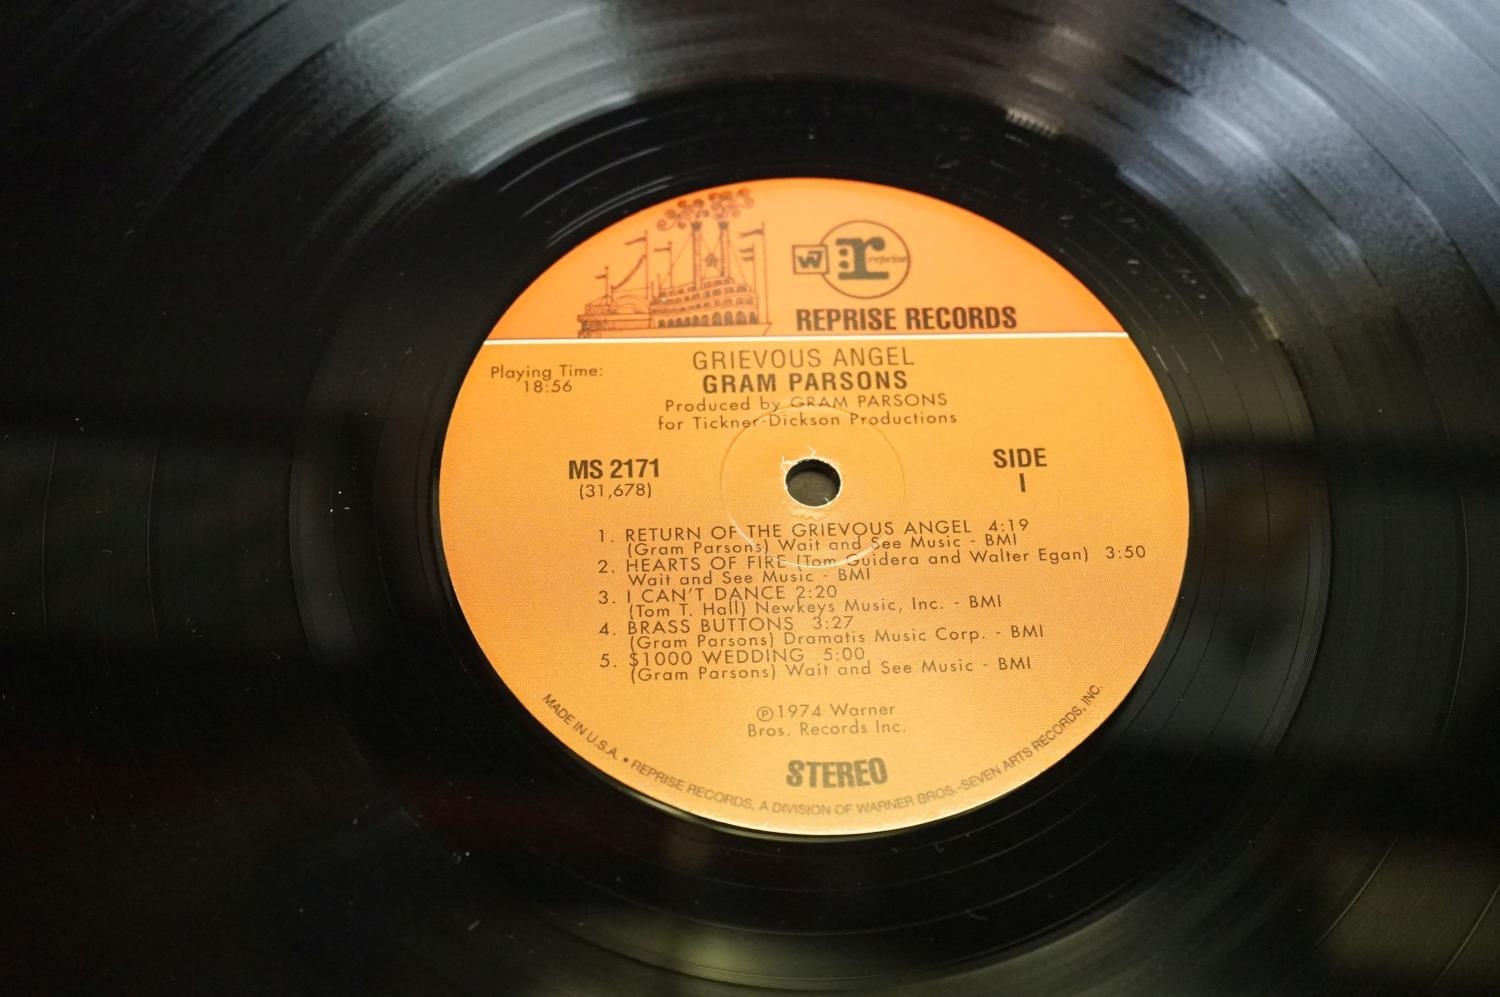 W
r
reprise
REPRISE RECORDS
GRIEVOUS ANGEL
GRAM PARSONS
Produced by GRAM PARSONS
for Tickner-Dickson Productions
Playing Time:
18:56
MS 2171
(31,678)
SIDE
I
1. RETURN OF THE GRIEVOUS ANGEL 4:19
(Gram Parsons) Wait and See Music - BMI
2. HEARTS OF FIRE (Tom Guidera and Walter Egan) 3:50
Wait and See Music - BMI
3. I CAN'T DANCE 2:20
(Tom T. Hall) Newkeys Music, Inc. - BMI
4. BRASS BUTTONS 3:27
(Gram Parsons) Dramatis Music Corp. - BMI
5. $1000 WEDDING 5:00
(Gram Parsons) Wait and See Music - BMI
℗1974 Warner
Bros. Records Inc.
STEREO
MADE IN U.S.A. • REPRISE RECORDS, A DIVISION OF WARNER BROS.-SEVEN ARTS RECORDS, INC.